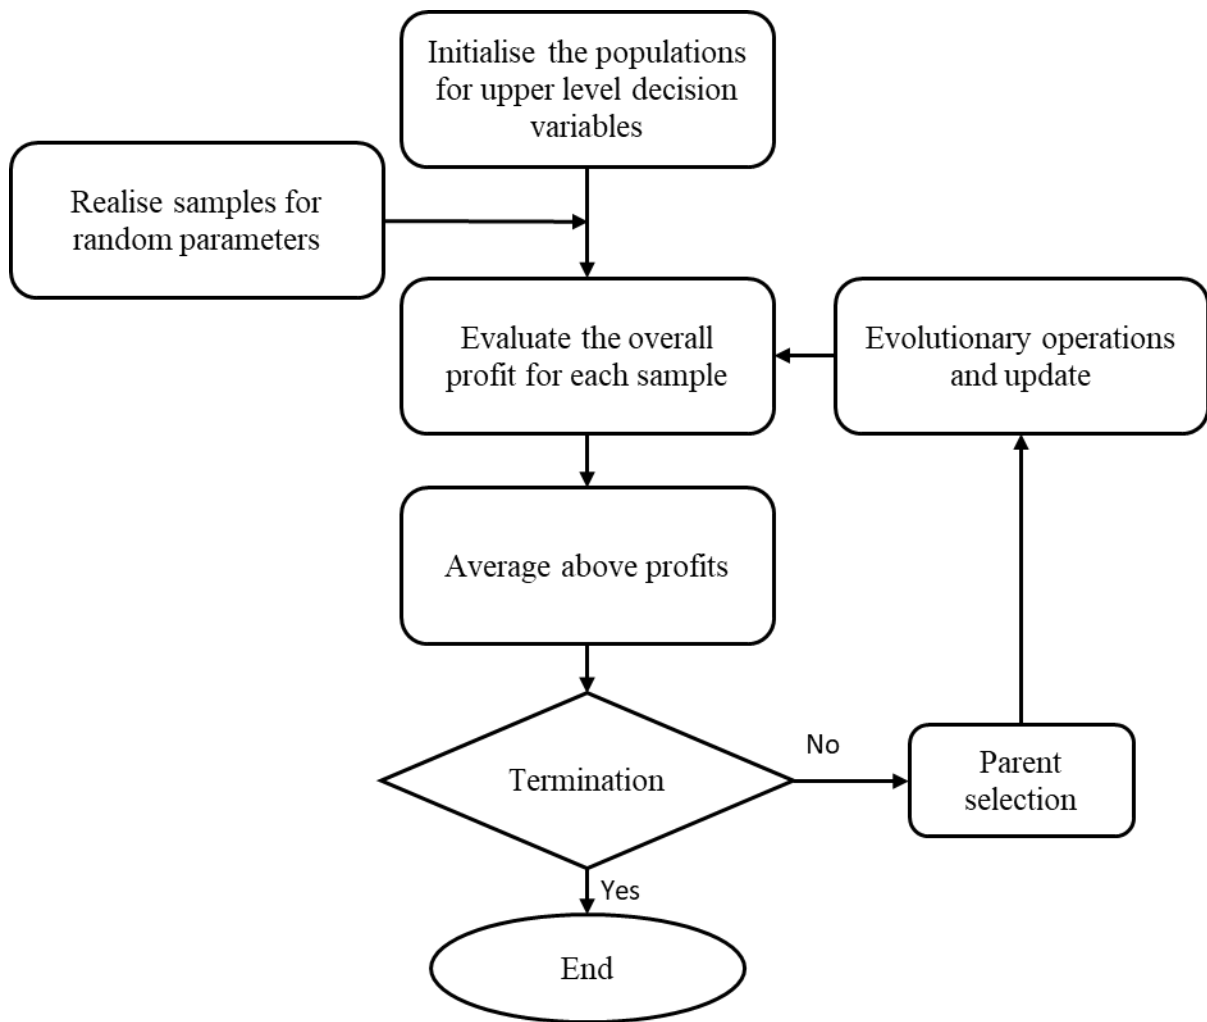 Initialise the populations
for upper level decision
variables
Realise samples for
random parameters
Evaluate the overall
profit for each sample
Evolutionary operations
and update
Average above profits
Termination
No
Parent
selection
Yes
End